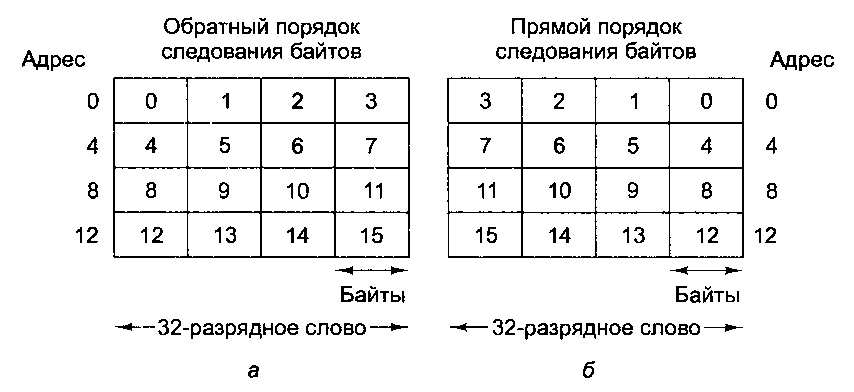 Обратный порядок
следования байтов
Прямой порядок
следования байтов
Адрес
Адрес
0 0 1 2 3 3 2 1 0 0
4 4 5 6 7 7 6 5 4 4
8 8 9 10 11 11 10 9 8 8
12 12 13 14 15 15 14 13 12 12
Байты Байты
32-разрядное слово 32-разрядное слово
а б